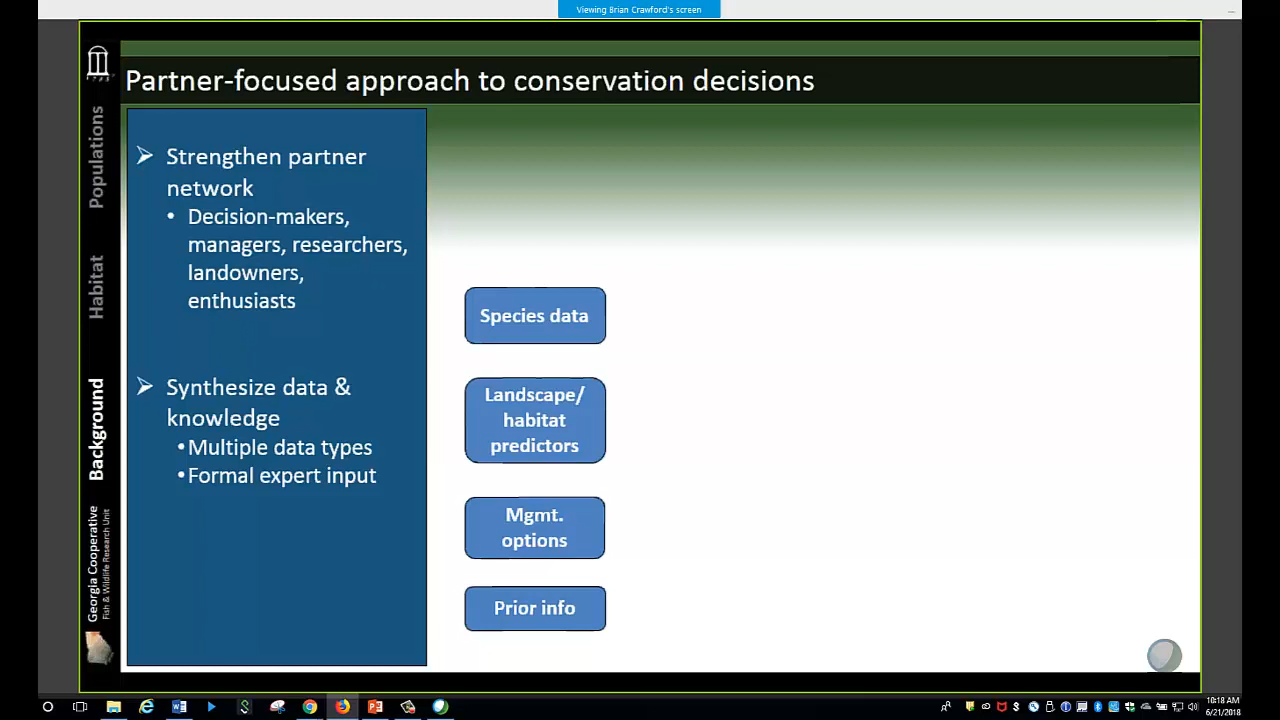 Viewing Brian Crawford's screen
Partner-focused approach to conservation decisions
Populations
Habitat
Background
Georgia Cooperative
Fish & Wildlife Research Unit
➢ Strengthen partner
network
• Decision-makers,
managers, researchers,
landowners,
enthusiasts
➢ Synthesize data &
knowledge
•Multiple data types
•Formal expert input
Species data
Landscape/
habitat
predictors
Mgmt.
options
Prior info
10:18 AM
6/21/2018